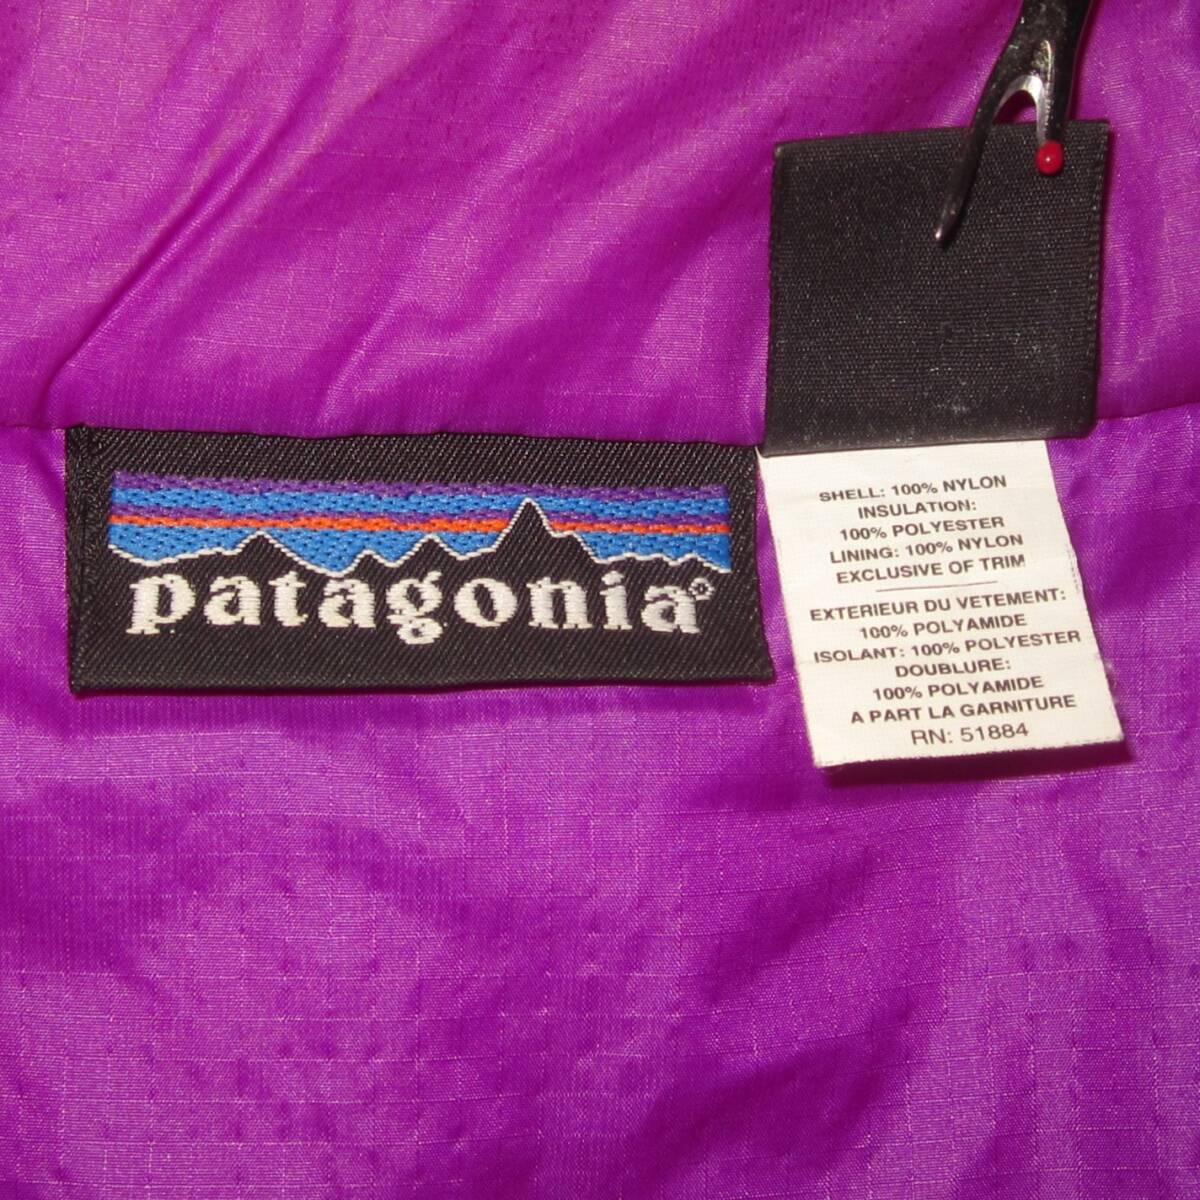 patagonia®
SHELL: 100% NYLON
INSULATION:
100% POLYESTER
LINING: 100% NYLON
EXCLUSIVE OF TRIM
EXTERIEUR DU VETEMENT:
100% POLYAMIDE
ISOLANT: 100% POLYESTER
DOUBLURE:
100% POLYAMIDE
A PART LA GARNITURE
RN: 51884